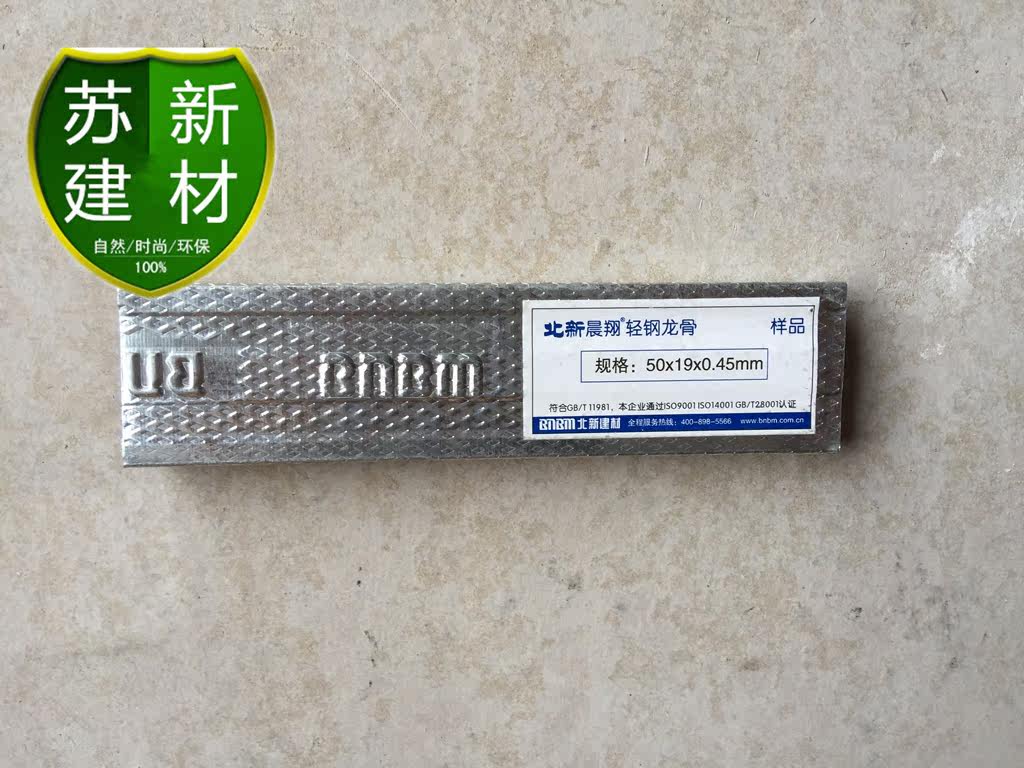 苏新
建材
自然/时尚/环保
100%
BNBM
北新晨翔®轻钢龙骨
样品
规格：50x19x0.45mm
符合GB/T 11981，本企业通过ISO9001 ISO14001 GB/T28001认证
BNBM 北新建材 全程服务热线：400-898-5566 www.bnbm.com.cn